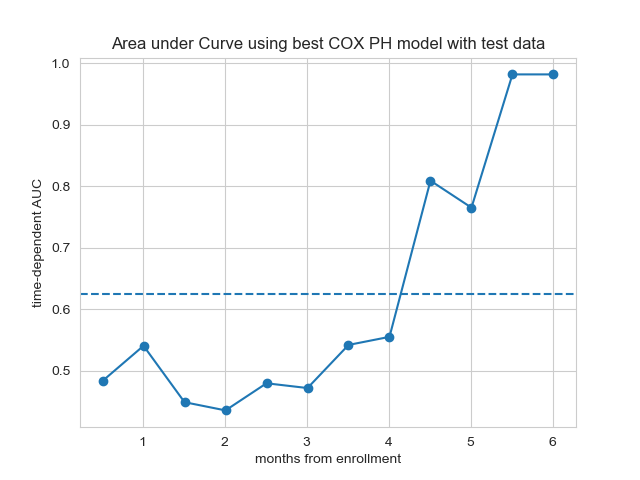 Area under Curve using best COX PH model with test data
1.0
0.9
0.8
0.7
0.6
0.5
time-dependent AUC
1 2 3 4 5 6
months from enrollment